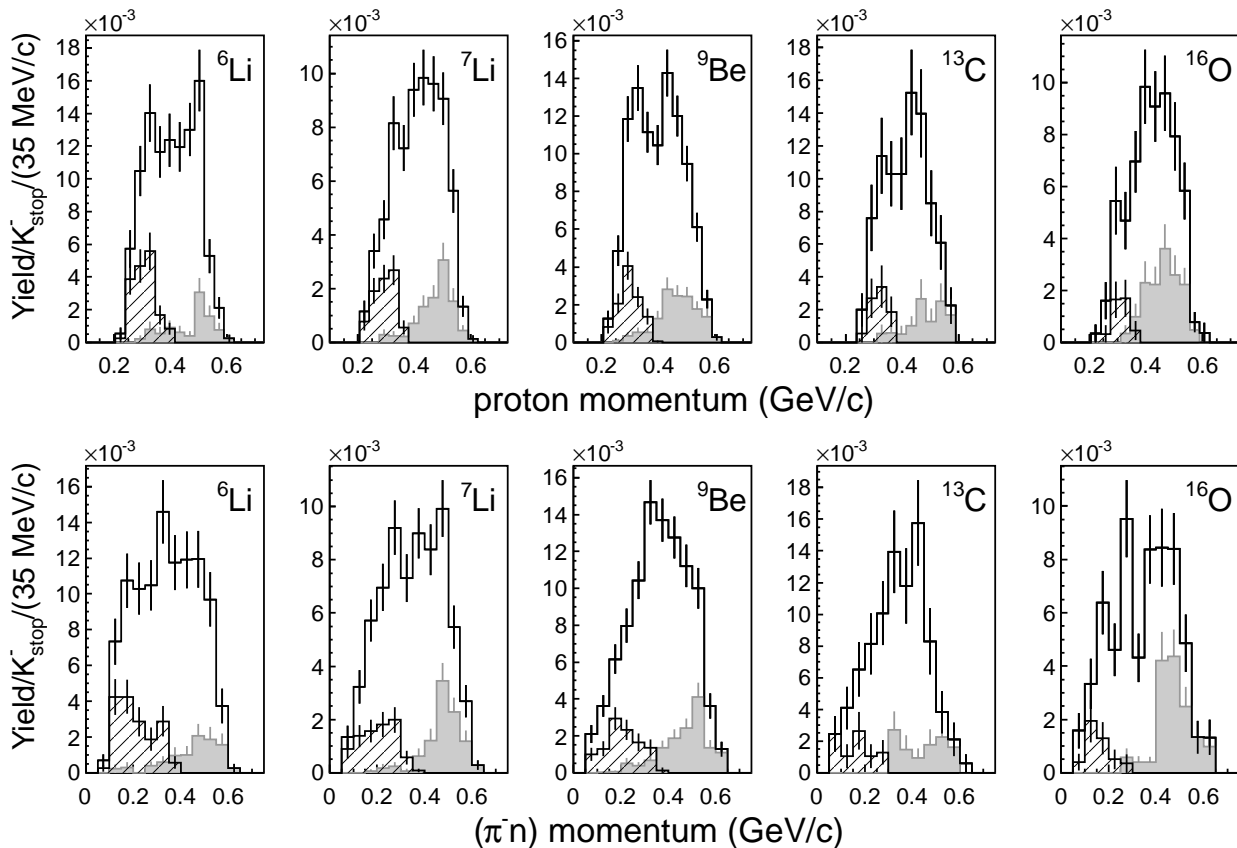 ×10⁻³ ×10⁻³ ×10⁻³ ×10⁻³ ×10⁻³
⁶Li ⁷Li ⁹Be ¹³C ¹⁶O
Yield/K⁻stop/(35 MeV/c)
18 16 14 12 10 8 6 4 2 0
10 8 6 4 2 0
16 14 12 10 8 6 4 2 0
18 16 14 12 10 8 6 4 2 0
10 8 6 4 2 0
0.2 0.4 0.6 0.2 0.4 0.6 0.2 0.4 0.6 0.2 0.4 0.6 0.2 0.4 0.6
proton momentum (GeV/c)
×10⁻³ ×10⁻³ ×10⁻³ ×10⁻³ ×10⁻³
⁶Li ⁷Li ⁹Be ¹³C ¹⁶O
Yield/K⁻stop/(35 MeV/c)
16 14 12 10 8 6 4 2 0
10 8 6 4 2 0
16 14 12 10 8 6 4 2 0
18 16 14 12 10 8 6 4 2 0
10 8 6 4 2 0
0 0.2 0.4 0.6 0 0.2 0.4 0.6 0 0.2 0.4 0.6 0 0.2 0.4 0.6 0 0.2 0.4 0.6
(π⁻n) momentum (GeV/c)